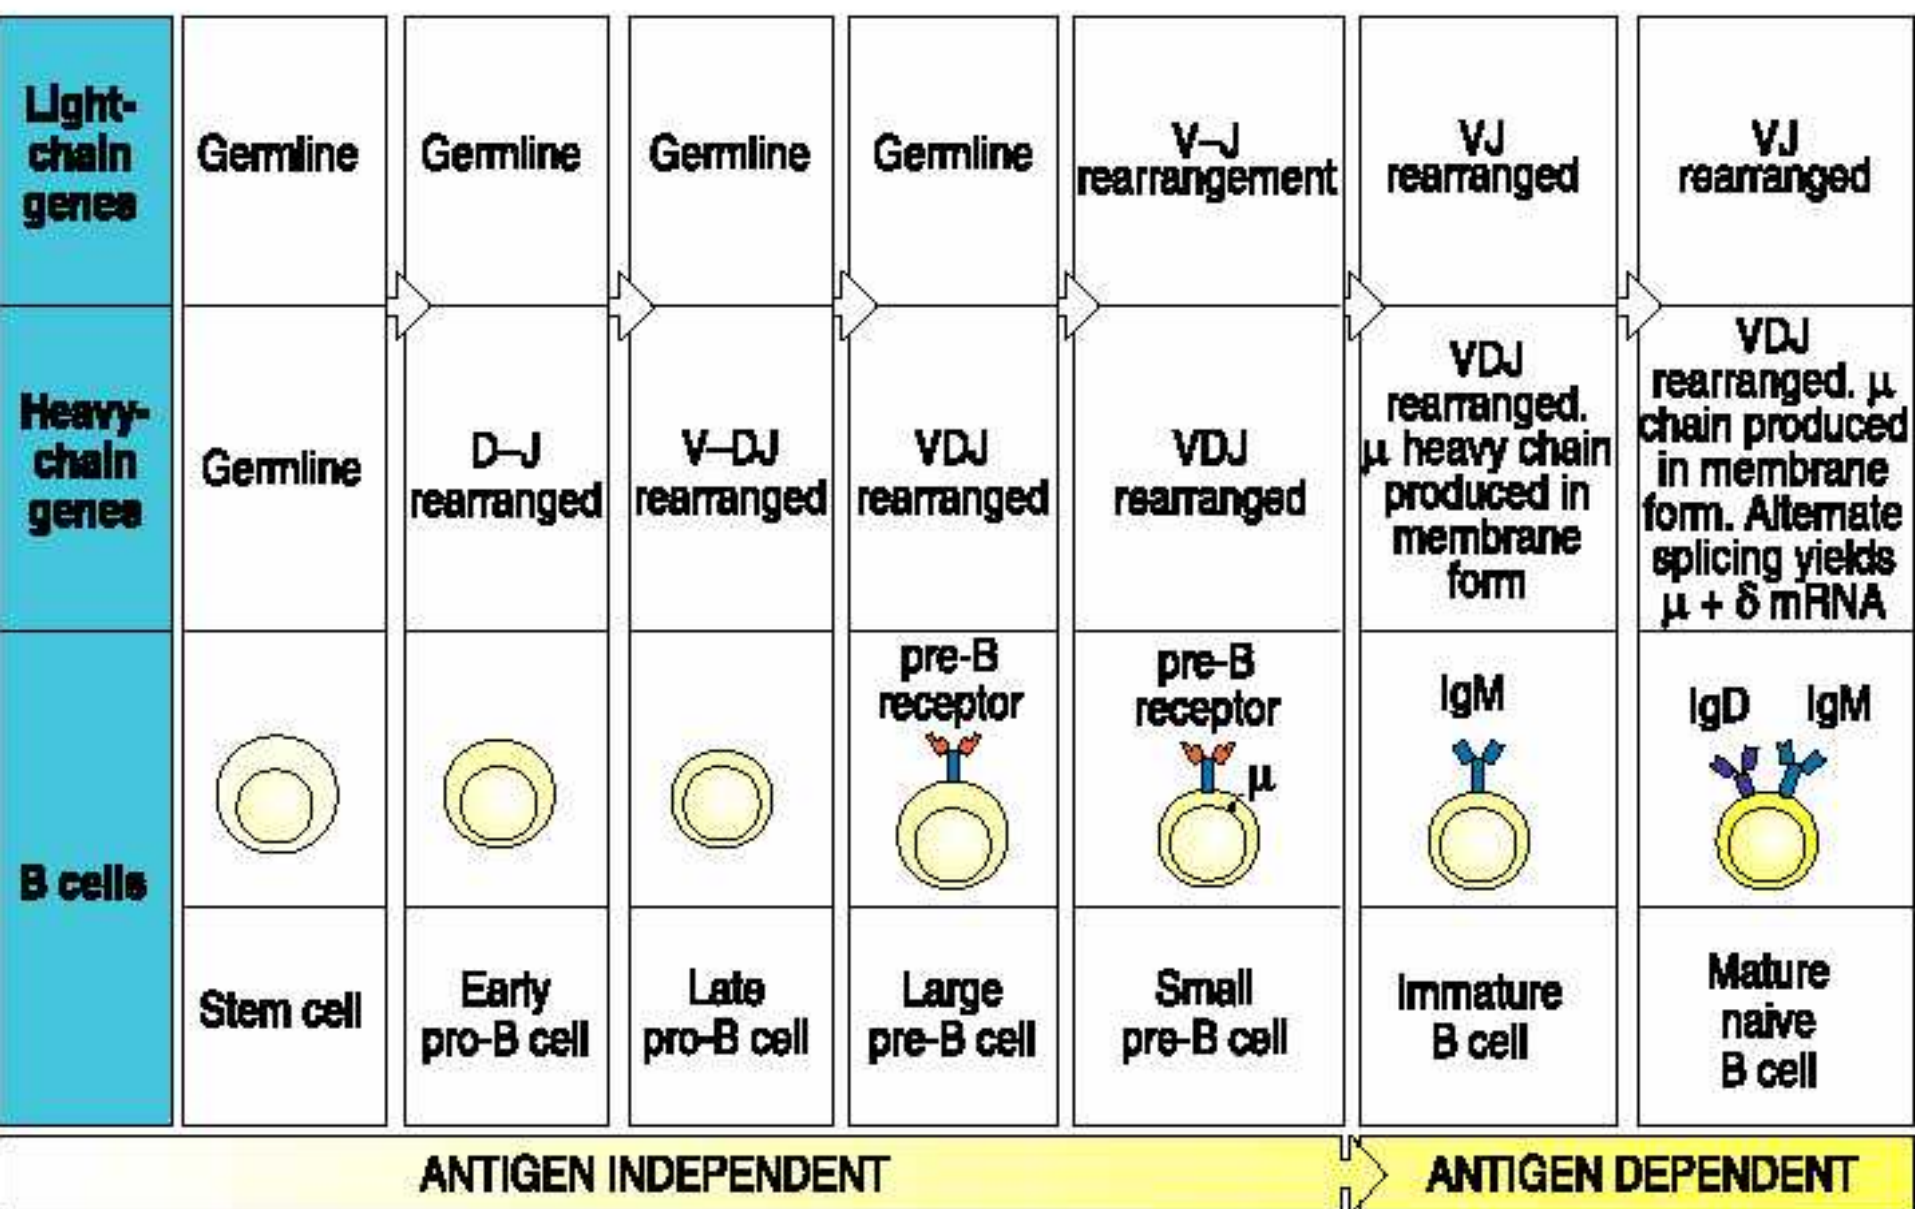 Light-
chain
genes
Germline
Germline
Germline
Germline
V–J
rearrangement
VJ
rearranged
VJ
rearranged
Heavy-
chain
genes
Germline
D–J
rearranged
V–DJ
rearranged
VDJ
rearranged
VDJ
rearranged
VDJ
rearranged.
μ heavy chain
produced in
membrane
form
VDJ
rearranged. μ
chain produced
in membrane
form. Alternate
splicing yields
μ + δ mRNA
B cells
pre-B
receptor
pre-B
receptor
μ
IgM
IgD IgM
Stem cell
Early
pro-B cell
Late
pro-B cell
Large
pre-B cell
Small
pre-B cell
Immature
B cell
Mature
naive
B cell
ANTIGEN INDEPENDENT
ANTIGEN DEPENDENT